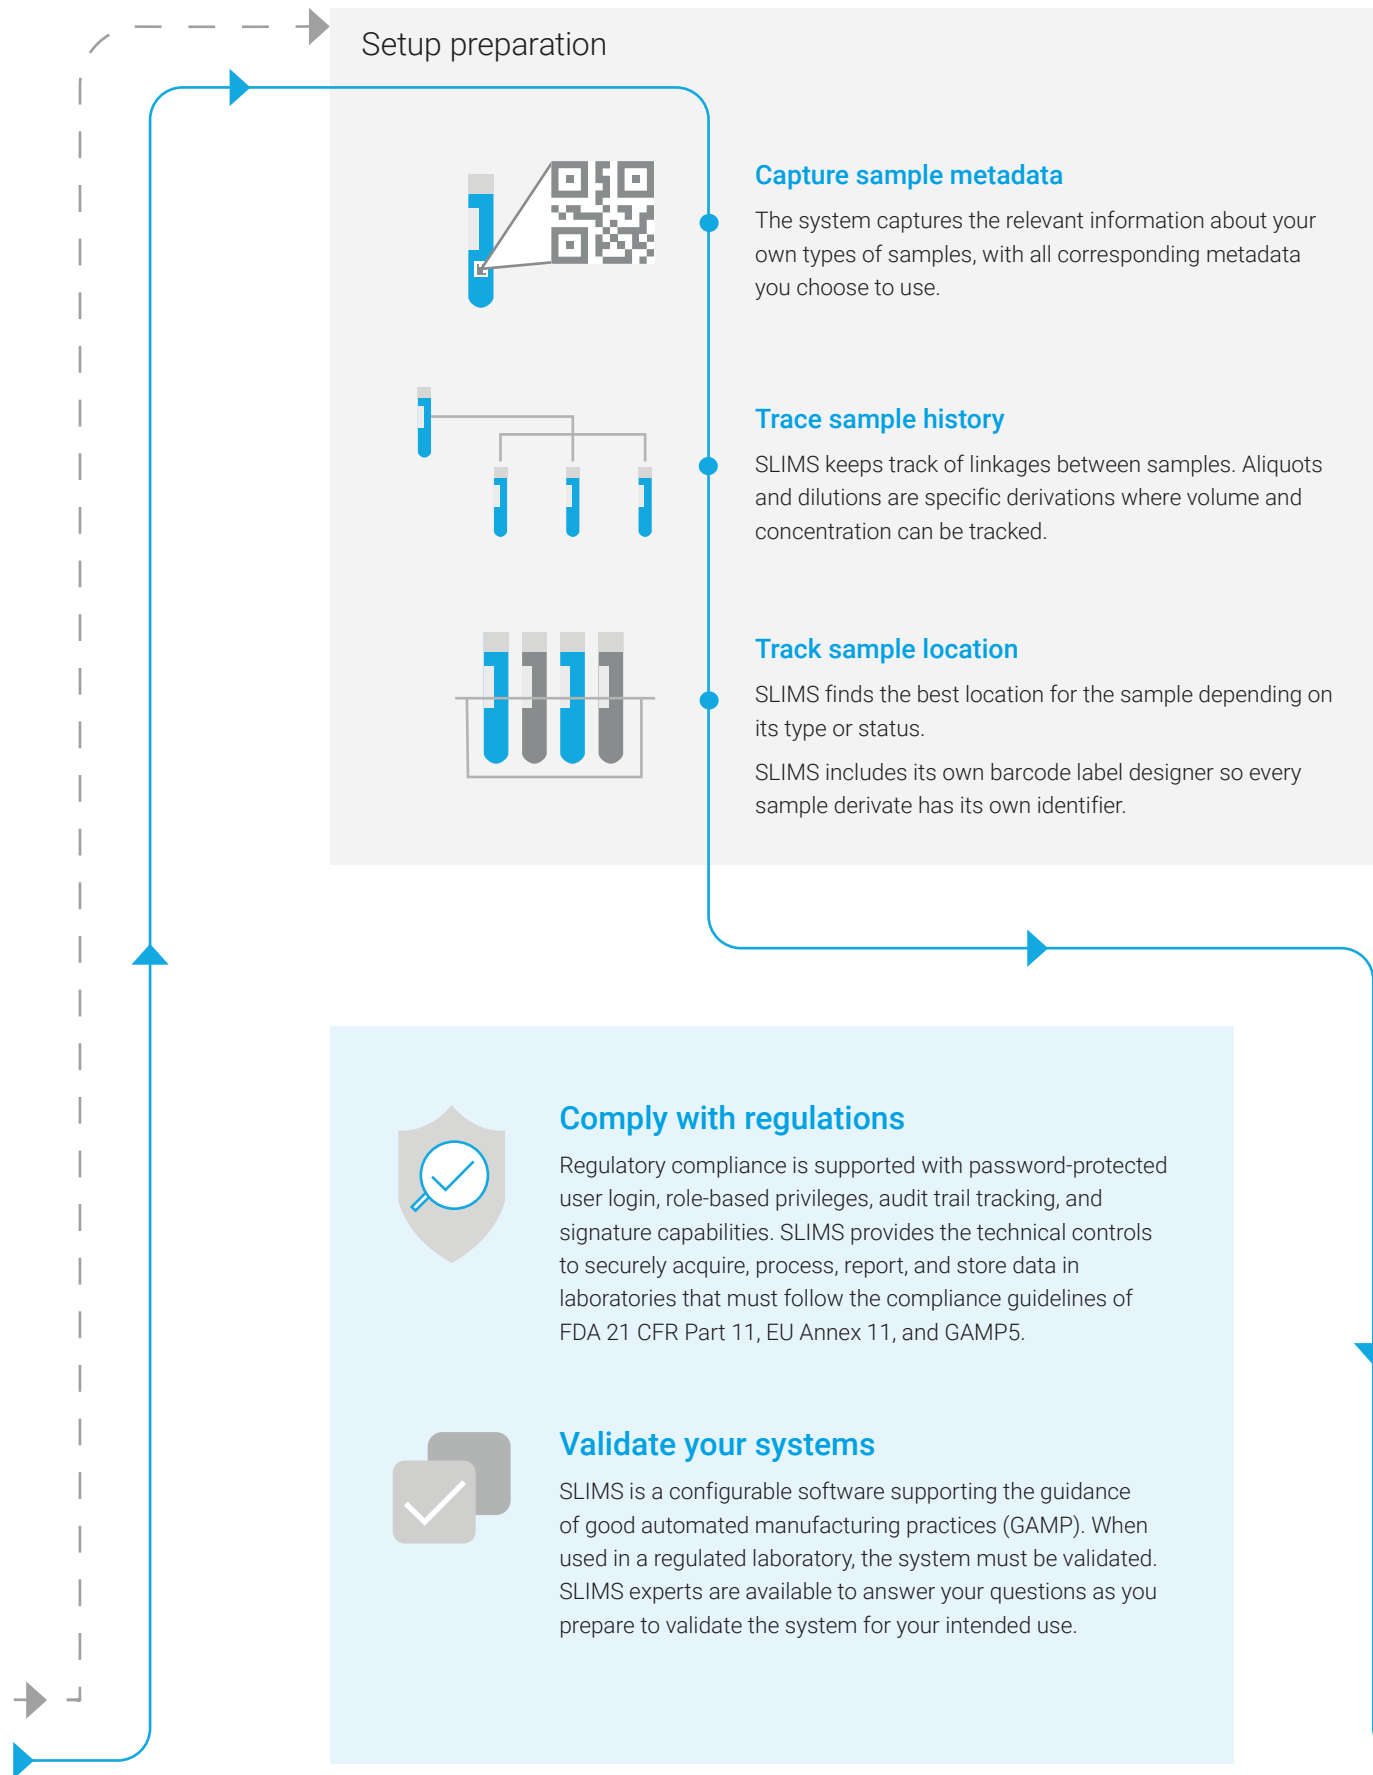 Setup preparation
Capture sample metadata
The system captures the relevant information about your
own types of samples, with all corresponding metadata
you choose to use.
Trace sample history
SLIMS keeps track of linkages between samples. Aliquots
and dilutions are specific derivations where volume and
concentration can be tracked.
Track sample location
SLIMS finds the best location for the sample depending on
its type or status.
SLIMS includes its own barcode label designer so every
sample derivate has its own identifier.
Comply with regulations
Regulatory compliance is supported with password-protected
user login, role-based privileges, audit trail tracking, and
signature capabilities. SLIMS provides the technical controls
to securely acquire, process, report, and store data in
laboratories that must follow the compliance guidelines of
FDA 21 CFR Part 11, EU Annex 11, and GAMP5.
Validate your systems
SLIMS is a configurable software supporting the guidance
of good automated manufacturing practices (GAMP). When
used in a regulated laboratory, the system must be validated.
SLIMS experts are available to answer your questions as you
prepare to validate the system for your intended use.